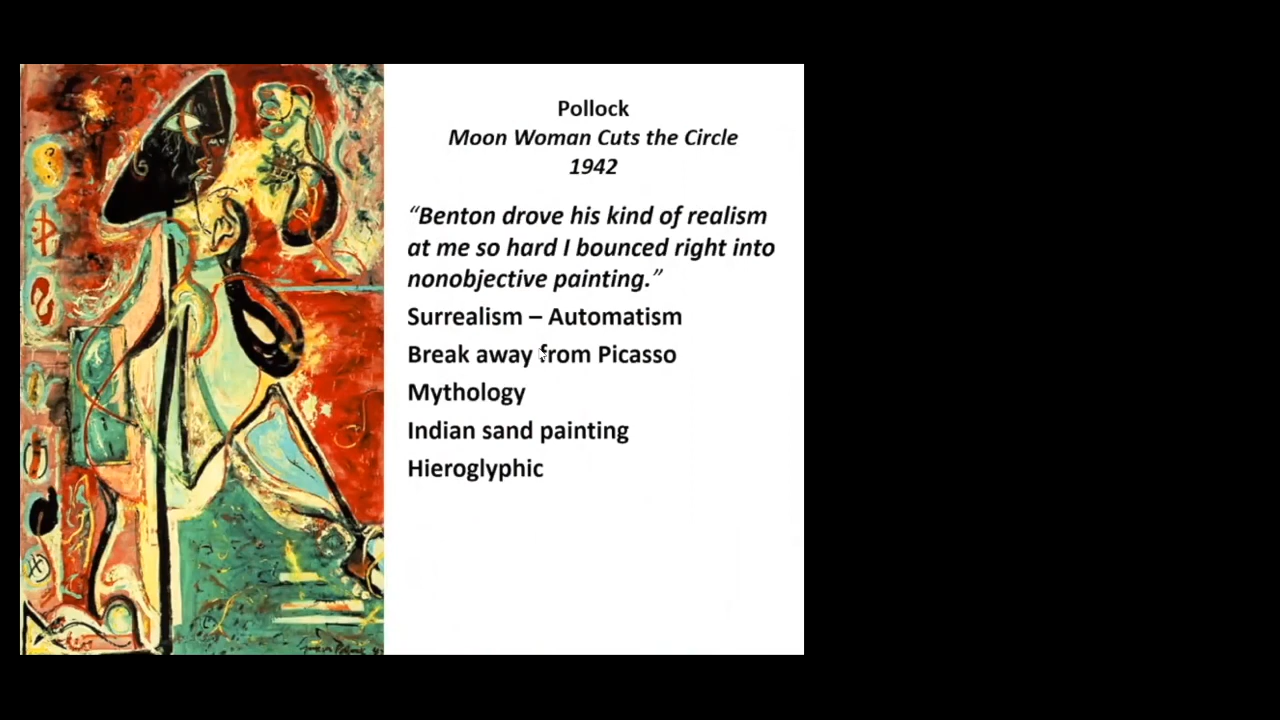 Pollock
Moon Woman Cuts the Circle
1942
“Benton drove his kind of realism
at me so hard I bounced right into
nonobjective painting.”
Surrealism – Automatism
Break away from Picasso
Mythology
Indian sand painting
Hieroglyphic